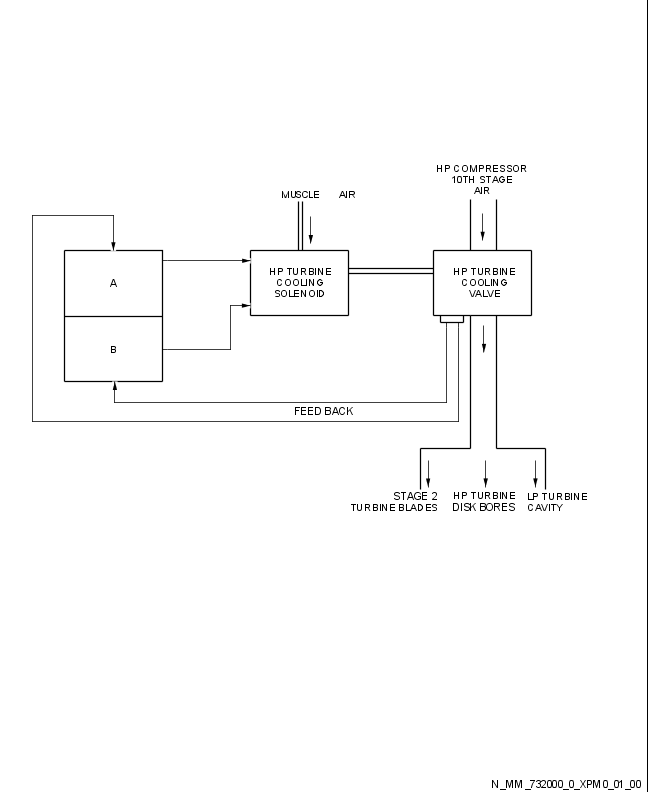 HP COMPRESSOR
10TH STAGE
AIR
MUSCLE AIR
A
HP TURBINE
COOLING
SOLENOID
HP TURBINE
COOLING
VALVE
B
FEED BACK
STAGE 2
TURBINE BLADES
HP TURBINE
DISK BORES
LP TURBINE
CAVITY
N_MM_732000_0_XPM0_01_00